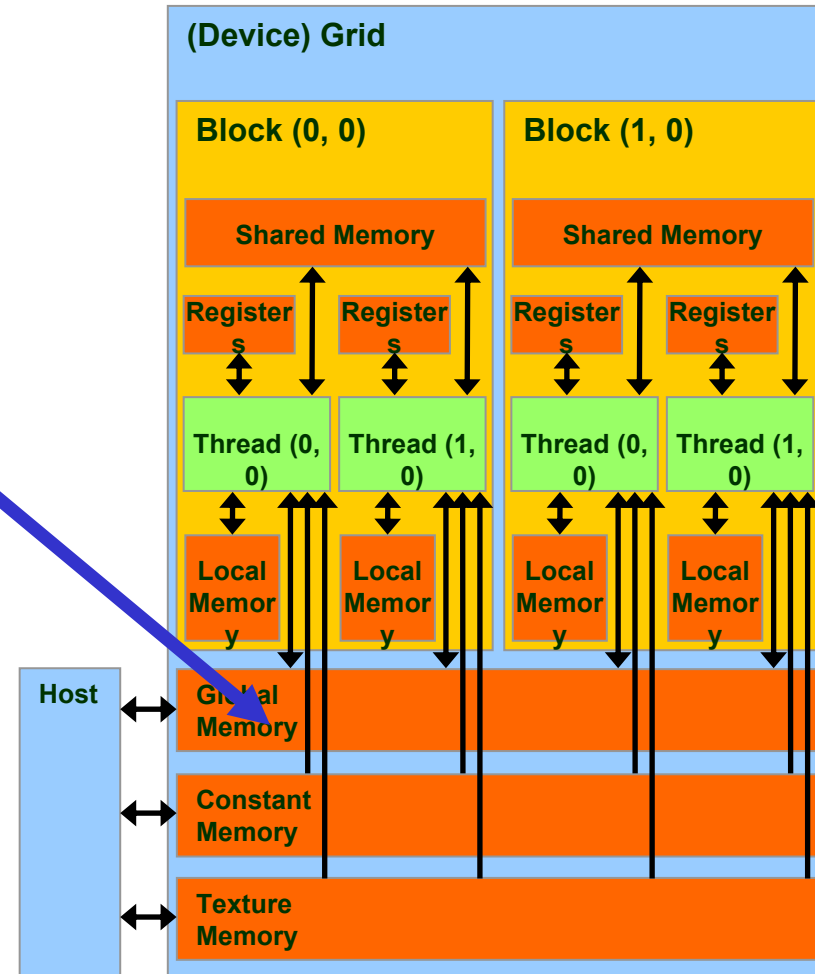 (Device) Grid
Block (0, 0)
Block (1, 0)
Shared Memory
Shared Memory
Register
s
Register
s
Register
s
Register
s
Thread (0,
0)
Thread (1,
0)
Thread (0,
0)
Thread (1,
0)
Local
Memor
y
Local
Memor
y
Local
Memor
y
Local
Memor
y
Host
Global
Memory
Constant
Memory
Texture
Memory